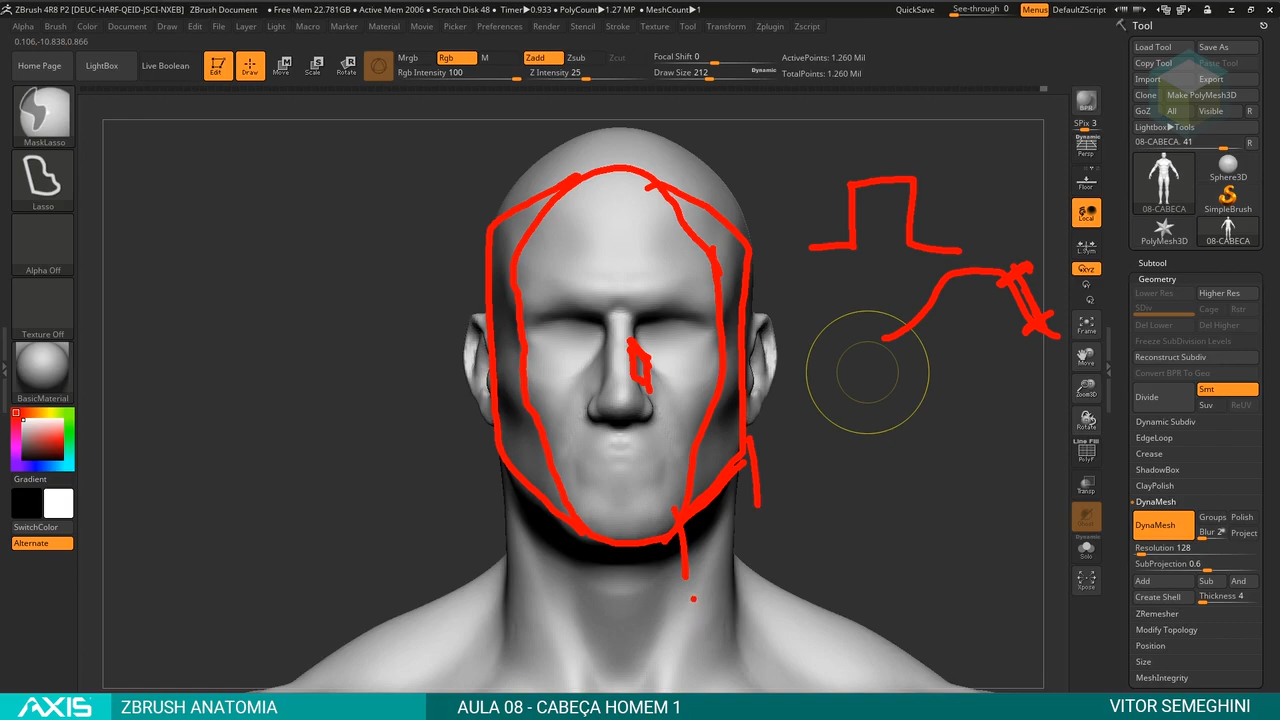 ZBrush 4R8 P2 [DEUC-HARF-QEID-JSCI-NXEB] ZBrush Document • Free Mem 22.781GB • Active Mem 2006 • Scratch Disk 48 • Timer▶0.933 • PolyCount▶1.27 MP • MeshCount▶1 QuickSave See-through 0 Menus DefaultZScript
Alpha Brush Color Document Draw Edit File Layer Light Macro Marker Material Movie Picker Preferences Render Stencil Stroke Texture Tool Transform Zplugin Zscript
0.106,-10.838,0.866
Home Page LightBox Live Boolean Edit Draw Move Scale Rotate
Mrgb Rgb M Zadd Zsub Zcut Focal Shift 0 ActivePoints: 1.260 Mil
Rgb Intensity 100 Z Intensity 25 Draw Size 212 Dynamic TotalPoints: 1.260 Mil
MaskLasso
Lasso
Alpha Off
Texture Off
BasicMaterial
Gradient
SwitchColor
Alternate
BPR
SPix 3
Dynamic
Persp
Floor
Local
L.Sym
XYZ
Frame
Move
Zoom3D
Rotate
Line Fill
PolyF
Transp
Ghost
Dynamic
Solo
Xpose
Tool
Load Tool Save As
Copy Tool Paste Tool
Import Export
Clone Make PolyMesh3D
GoZ All Visible R
Lightbox▶Tools
08-CABECA. 41 R
08-CABECA Sphere3D
SimpleBrush
PolyMesh3D 08-CABECA
Subtool
Geometry
Lower Res Higher Res
SDiv Cage Rstr
Del Lower Del Higher
Freeze SubDivision Levels
Reconstruct Subdiv
Convert BPR To Geo
Divide Smt
Suv ReUV
Dynamic Subdiv
EdgeLoop
Crease
ShadowBox
ClayPolish
DynaMesh
DynaMesh Groups Polish
Blur 2 Project
Resolution 128
SubProjection 0.6
Add Sub And
Create Shell Thickness 4
ZRemesher
Modify Topology
Position
Size
MeshIntegrity
AXIS ZBRUSH ANATOMIA AULA 08 - CABEÇA HOMEM 1 VITOR SEMEGHINI